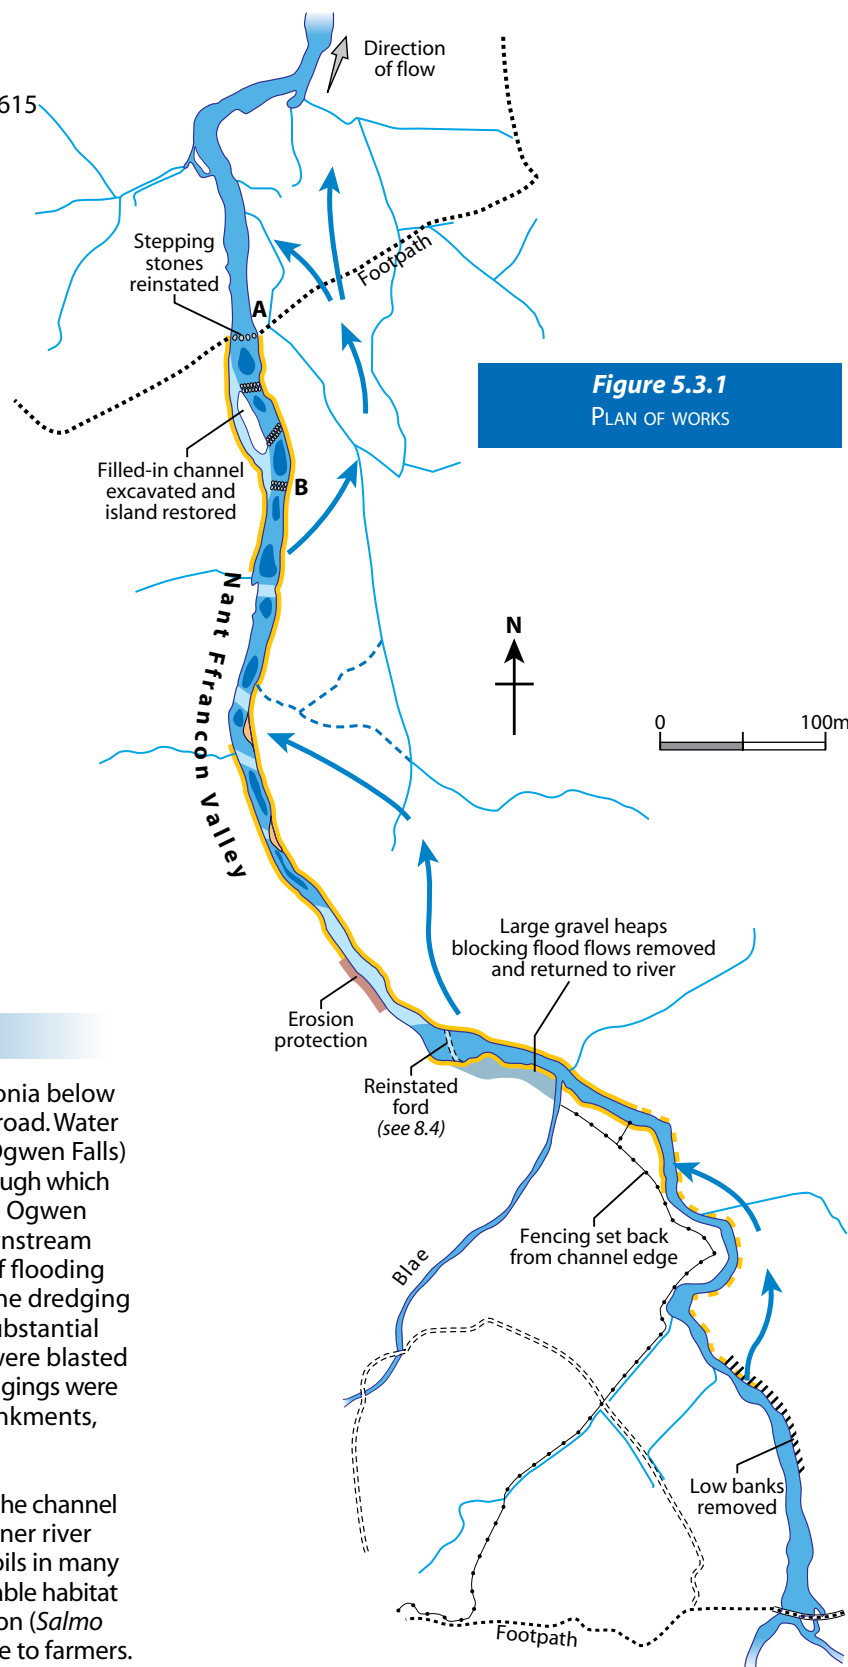 Direction
of flow
615
Stepping
stones
reinstated
A
Footpath
Figure 5.3.1
PLAN OF WORKS
Filled-in channel
excavated and
island restored
B
Nant Ffrancon Valley
N
0 100m
Large gravel heaps
blocking flood flows removed
and returned to river
Erosion
protection
Reinstated
ford
(see 8.4)
Fencing set back
from channel edge
Blae
Low banks
removed
Footpath
onia below
road. Water
Ogwen Falls)
ough which
Ogwen
wnstream
of flooding
he dredging
ubstantial
were blasted
gings were
nkments,
he channel
ner river
oils in many
able habitat
on (Salmo
e to farmers.